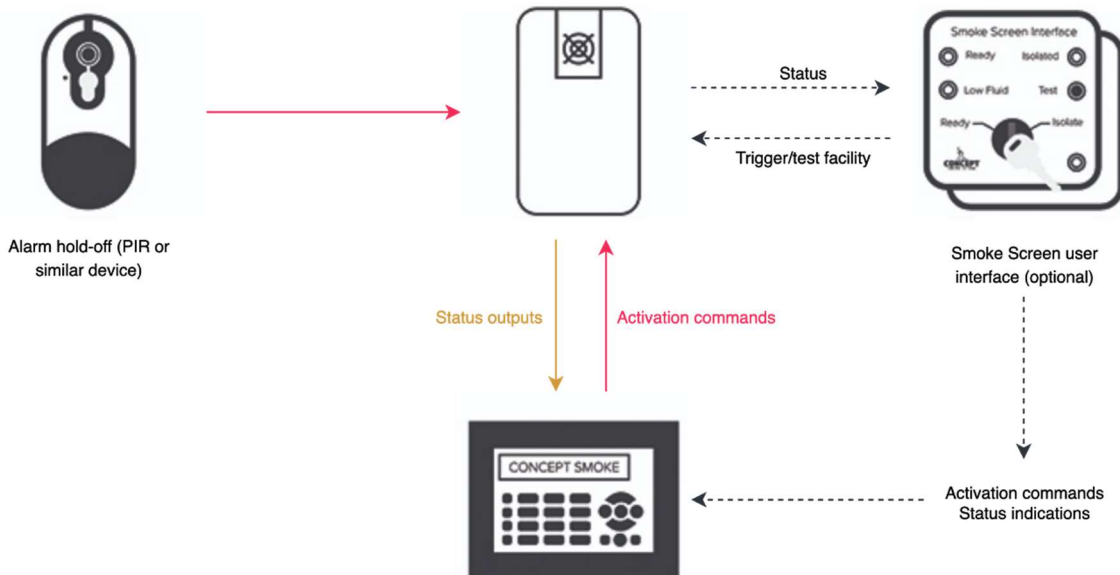 Smoke Screen Interface
Ready
Isolated
Low Fluid
Test
Ready
Isolate
CONCEPT
Status
Trigger/test facility
Alarm hold-off (PIR or
similar device)
Smoke Screen user
interface (optional)
Status outputs
Activation commands
CONCEPT SMOKE
Activation commands
Status indications